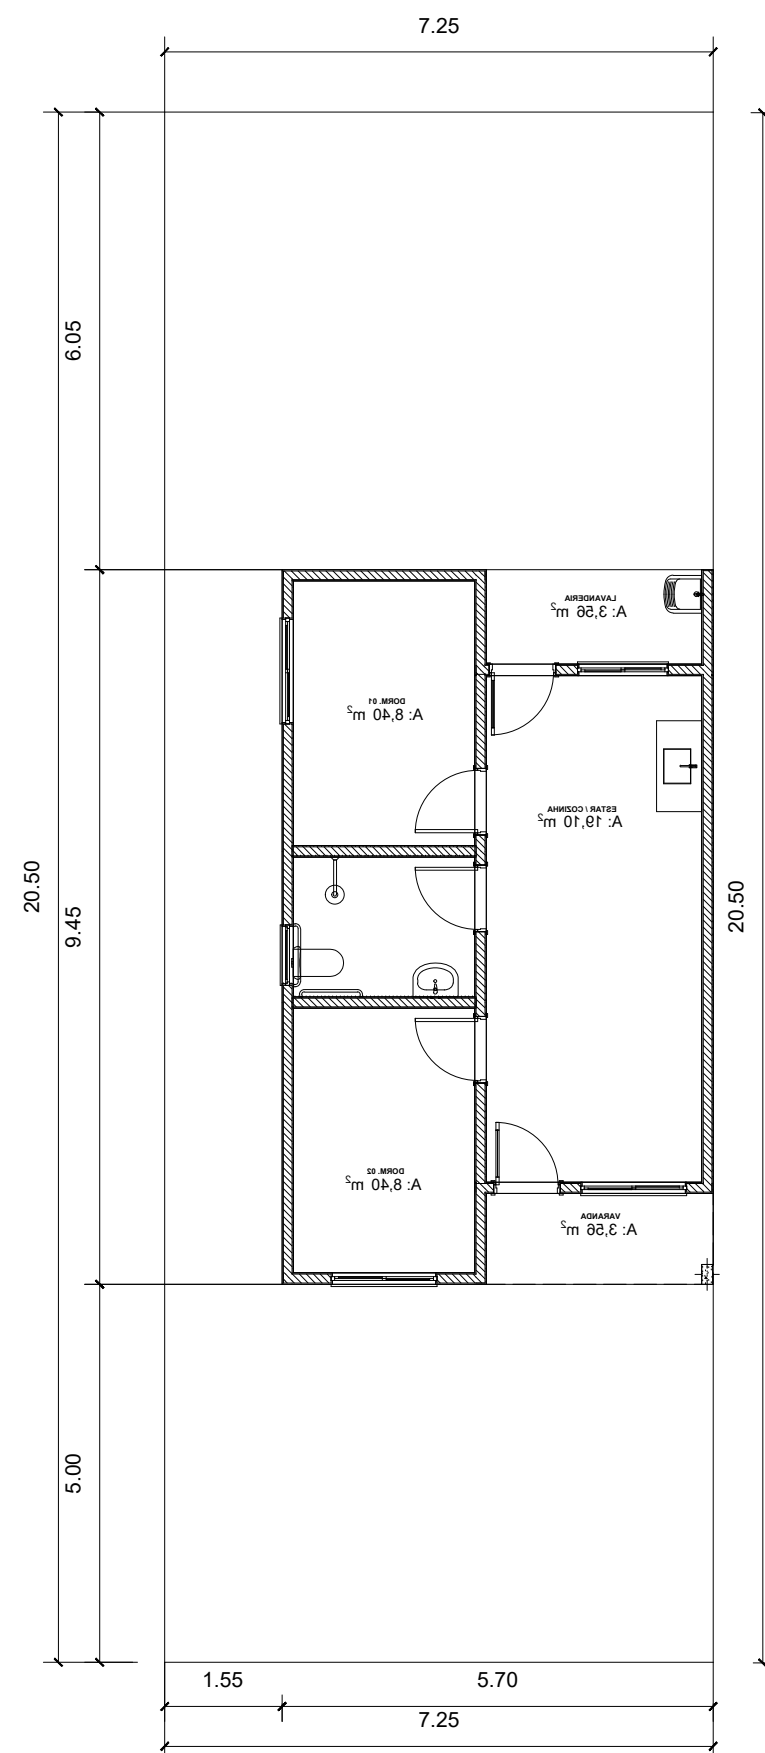 7.25
6.05
LAVANDERIA
A: 3,56 m²
DORM. 01
A: 8,40 m²
ESTAR / COZINHA
A: 19,10 m²
20.50
9.45
20.50
DORM. 02
A: 8,40 m²
VARANDA
A: 3,56 m²
5.00
1.55
5.70
7.25